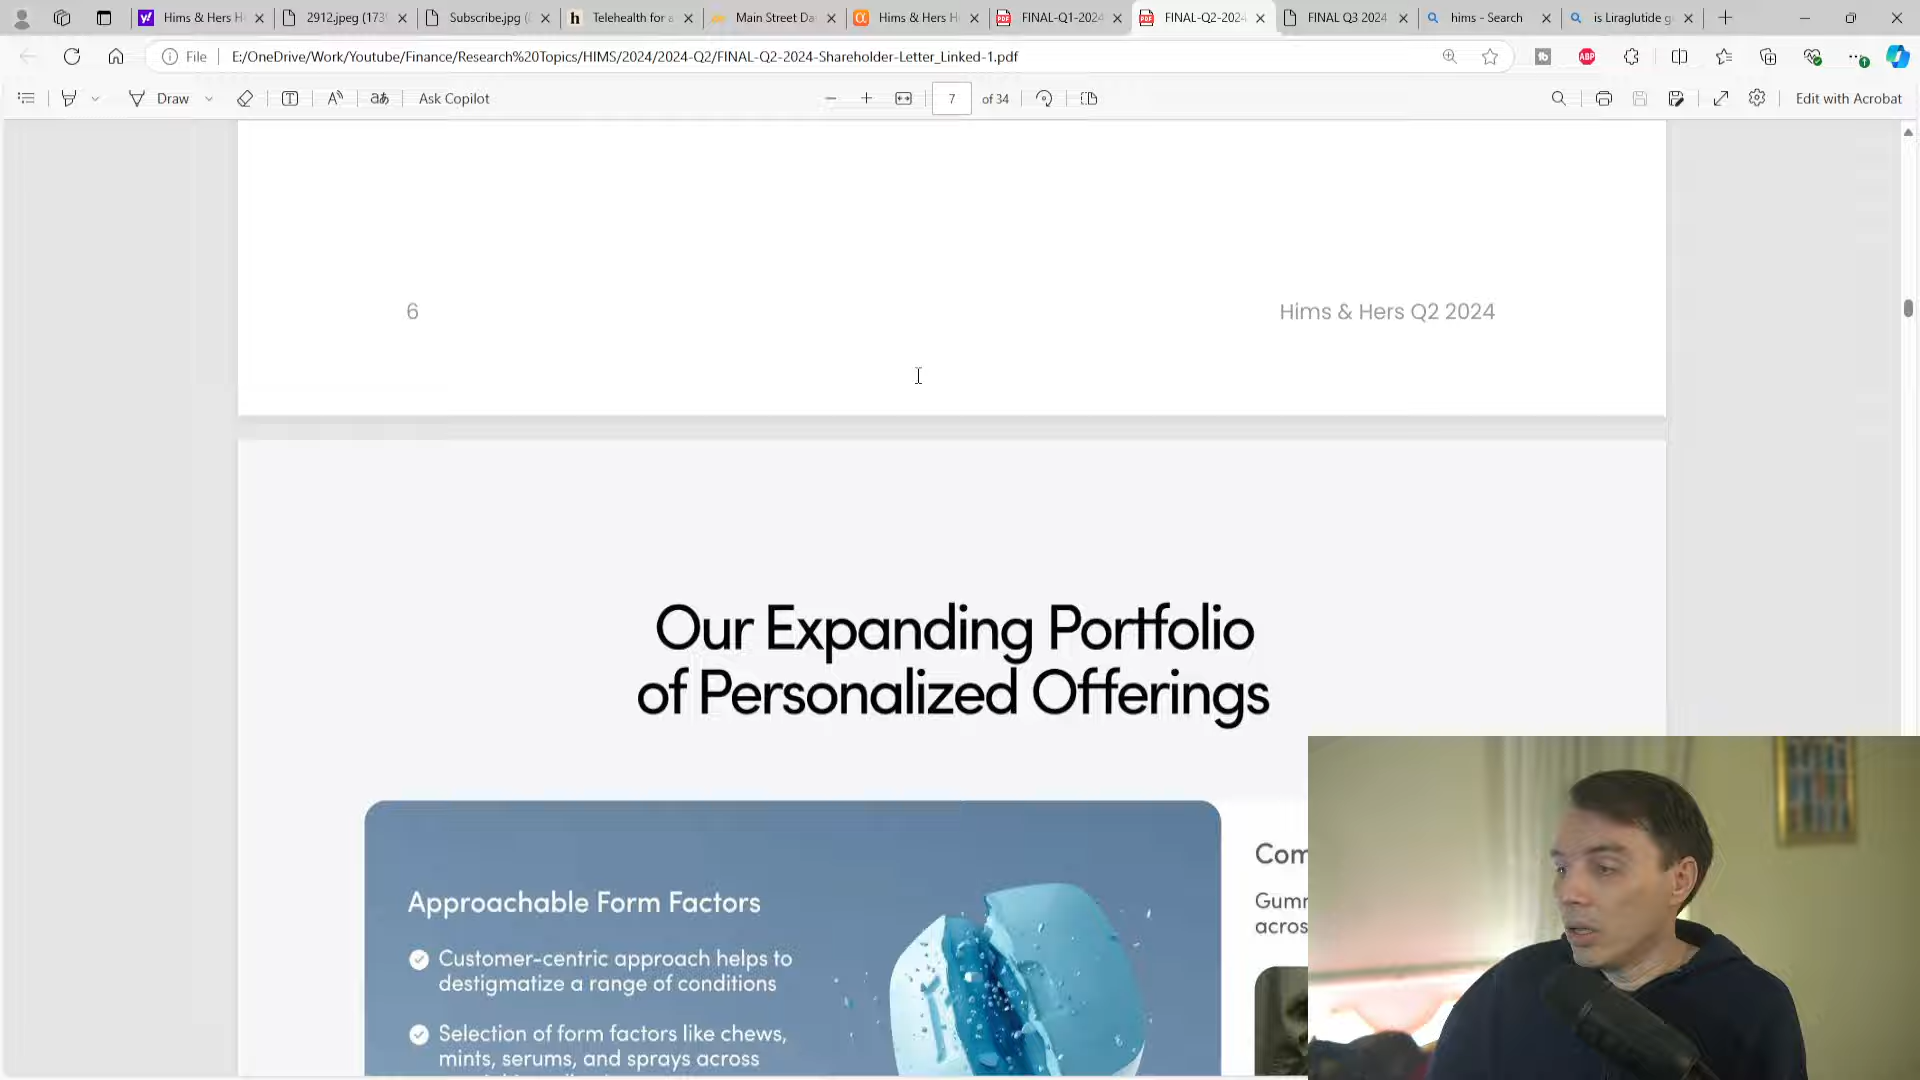 Hims & Hers H
2912.jpeg (173
Subscribe.jpg (
Telehealth for a
Main Street Da
Hims & Hers H
FINAL-Q1-2024
FINAL-Q2-2024
FINAL Q3 2024
hims - Search
is Liraglutide g
File
E:/OneDrive/Work/Youtube/Finance/Research%20Topics/HIMS/2024/2024-Q2/FINAL-Q2-2024-Shareholder-Letter_Linked-1.pdf
ABP
Draw
Ask Copilot
7 of 34
Edit with Acrobat
6
Hims & Hers Q2 2024
Our Expanding Portfolio
of Personalized Offerings
Approachable Form Factors
Customer-centric approach helps to
destigmatize a range of conditions
Selection of form factors like chews,
mints, serums, and sprays across
Com
Gumm
acros